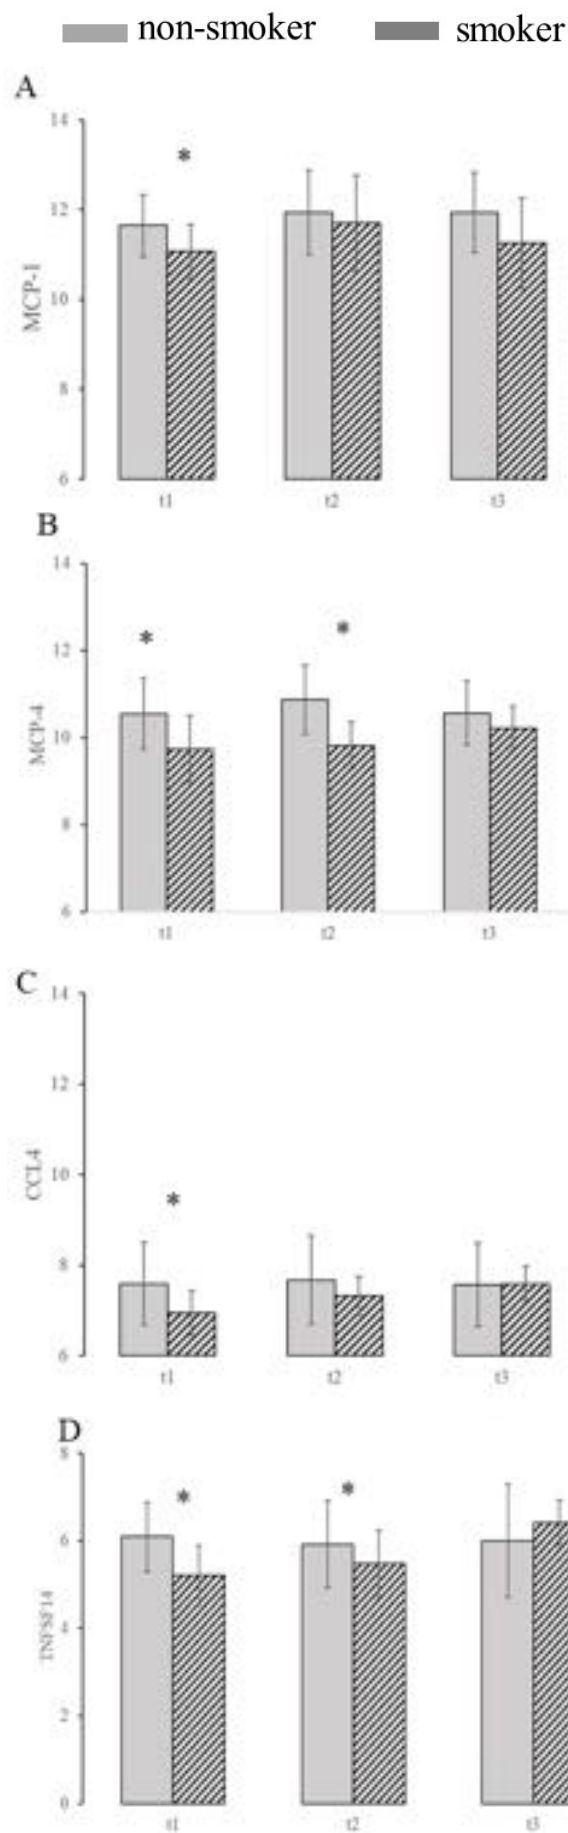 non-smoker smoker
A
14
*
12
MCP-1
10
8
6
t1 t2 t3
B
14
* *
12
MCP-4
10
8
6
t1 t2 t3
C
14
12
CCL4
10
*
8
6
t1 t2 t3
D
8
* *
6
TNFSF14
4
2
0
t1 t2 t3